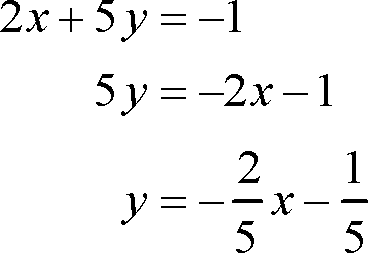 2x + 5y = −1
5y = −2x − 1
y = −2/5 x − 1/5